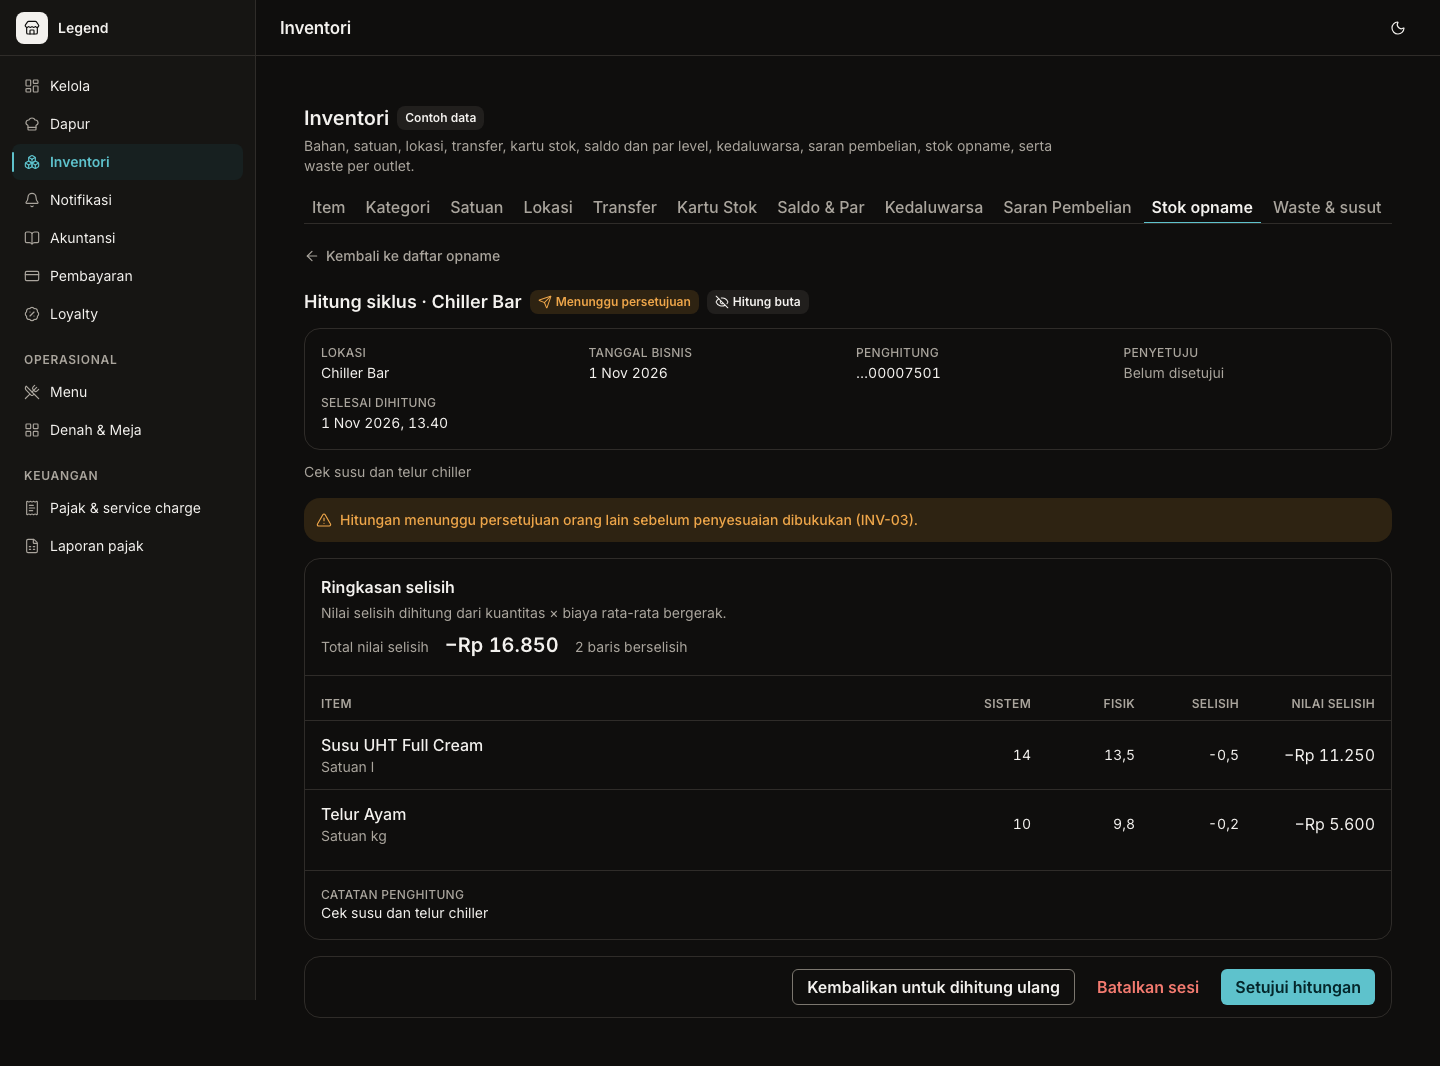 Legend
Inventori
Kelola
Dapur
Inventori
Notifikasi
Akuntansi
Pembayaran
Loyalty
OPERASIONAL
Menu
Denah & Meja
KEUANGAN
Pajak & service charge
Laporan pajak
Inventori
Contoh data
Bahan, satuan, lokasi, transfer, kartu stok, saldo dan par level, kedaluwarsa, saran pembelian, stok opname, serta
waste per outlet.
Item Kategori Satuan Lokasi Transfer Kartu Stok Saldo & Par Kedaluwarsa Saran Pembelian Stok opname Waste & susut
Kembali ke daftar opname
Hitung siklus · Chiller Bar Menunggu persetujuan Hitung buta
LOKASI TANGGAL BISNIS PENGHITUNG PENYETUJU
Chiller Bar 1 Nov 2026 …00007501 Belum disetujui
SELESAI DIHITUNG
1 Nov 2026, 13.40
Cek susu dan telur chiller
Hitungan menunggu persetujuan orang lain sebelum penyesuaian dibukukan (INV-03).
Ringkasan selisih
Nilai selisih dihitung dari kuantitas × biaya rata-rata bergerak.
Total nilai selisih −Rp 16.850 2 baris berselisih
ITEM SISTEM FISIK SELISIH NILAI SELISIH
Susu UHT Full Cream
Satuan l
14 13,5 -0,5 −Rp 11.250
Telur Ayam
Satuan kg
10 9,8 -0,2 −Rp 5.600
CATATAN PENGHITUNG
Cek susu dan telur chiller
Kembalikan untuk dihitung ulang Batalkan sesi Setujui hitungan